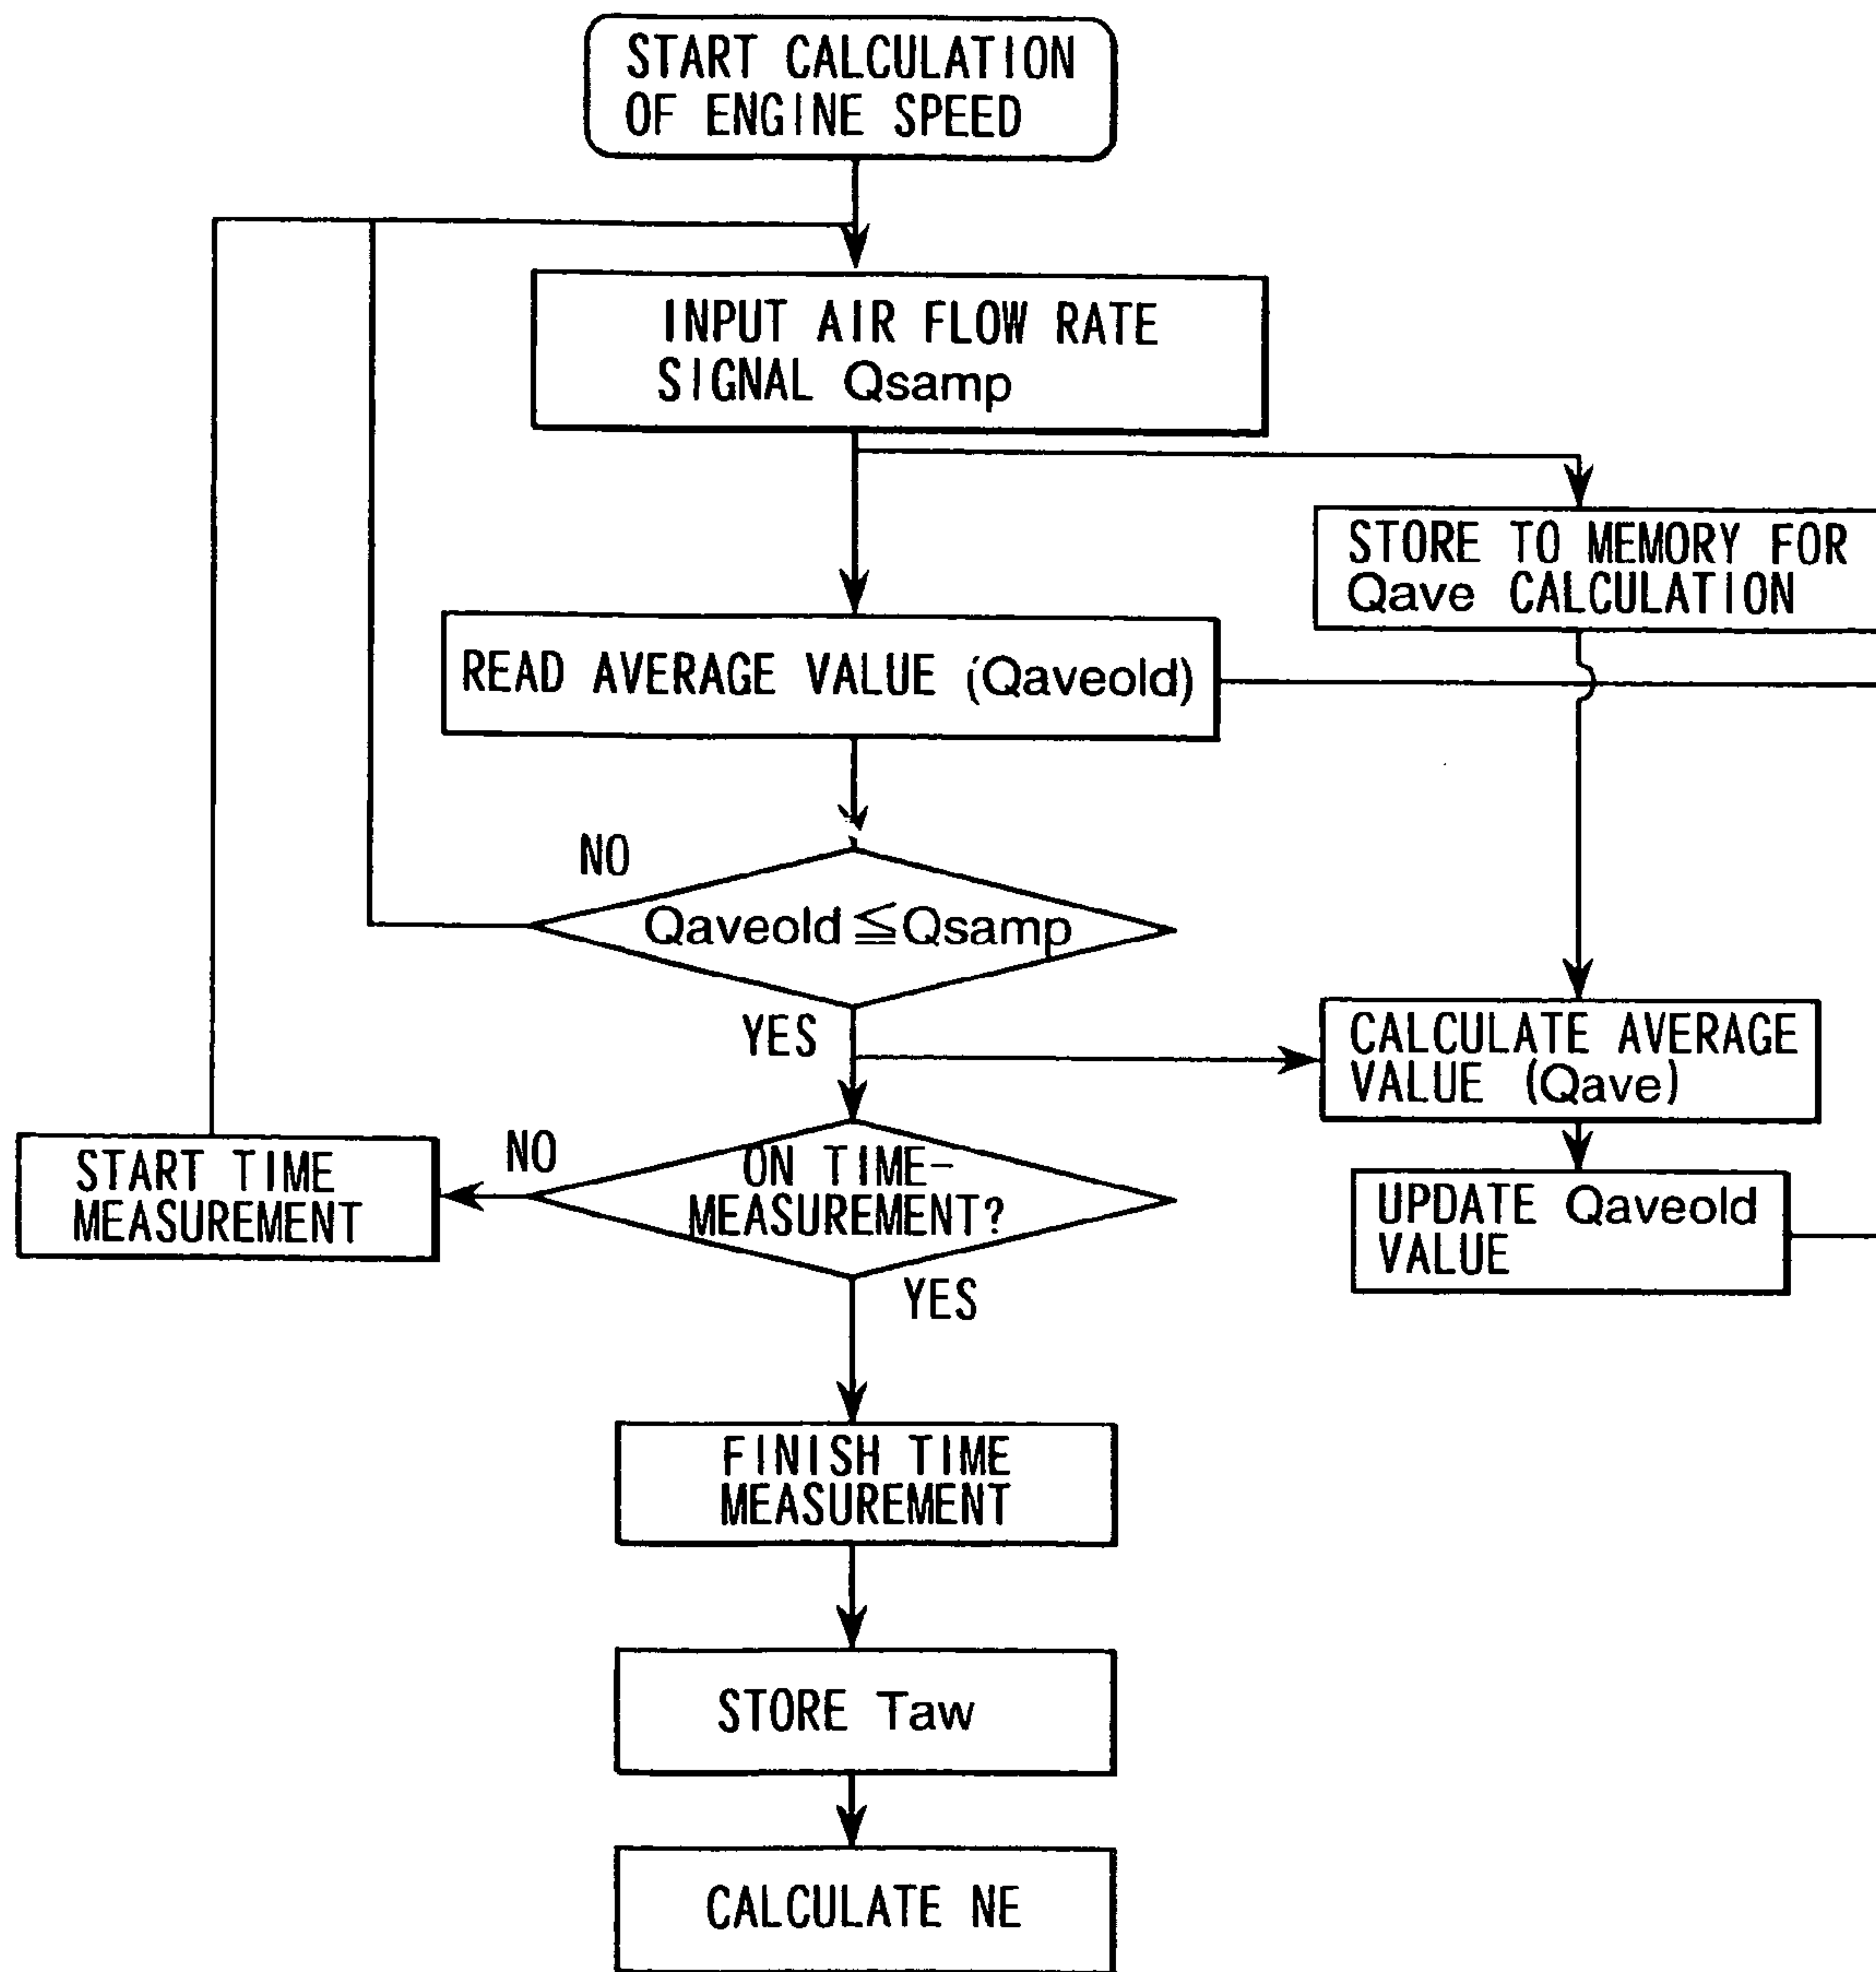 START CALCULATION
OF ENGINE SPEED
INPUT AIR FLOW RATE
SIGNAL Qsamp
STORE TO MEMORY FOR
Qave CALCULATION
READ AVERAGE VALUE (Qaveold)
NO
Qaveold≦Qsamp
YES
CALCULATE AVERAGE
VALUE (Qave)
START TIME
MEASUREMENT
NO
ON TIME-
MEASUREMENT?
YES
UPDATE Qaveold
VALUE
FINISH TIME
MEASUREMENT
STORE Taw
CALCULATE NE